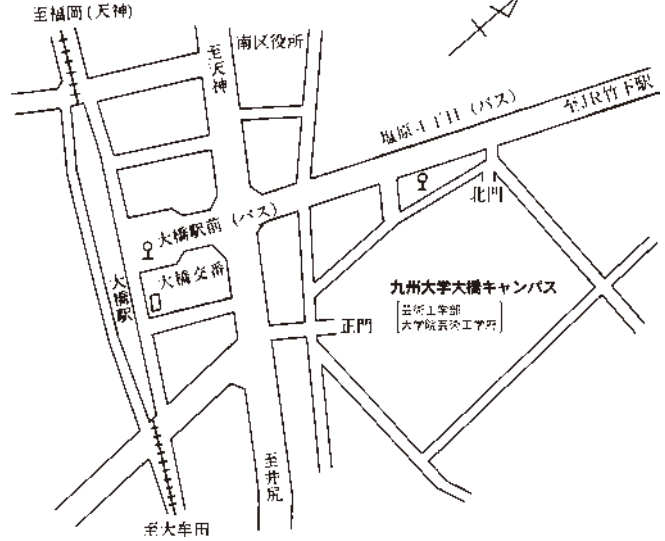 至福岡(天神)
至天神
南区役所
塩原4丁目(バス)
至JR竹下駅
北門
大橋駅前(バス)
大橋交番
大橋駅
九州大学大橋キャンパス
芸術工学部
大学院芸術工学府
正門
至井尻
至大牟田